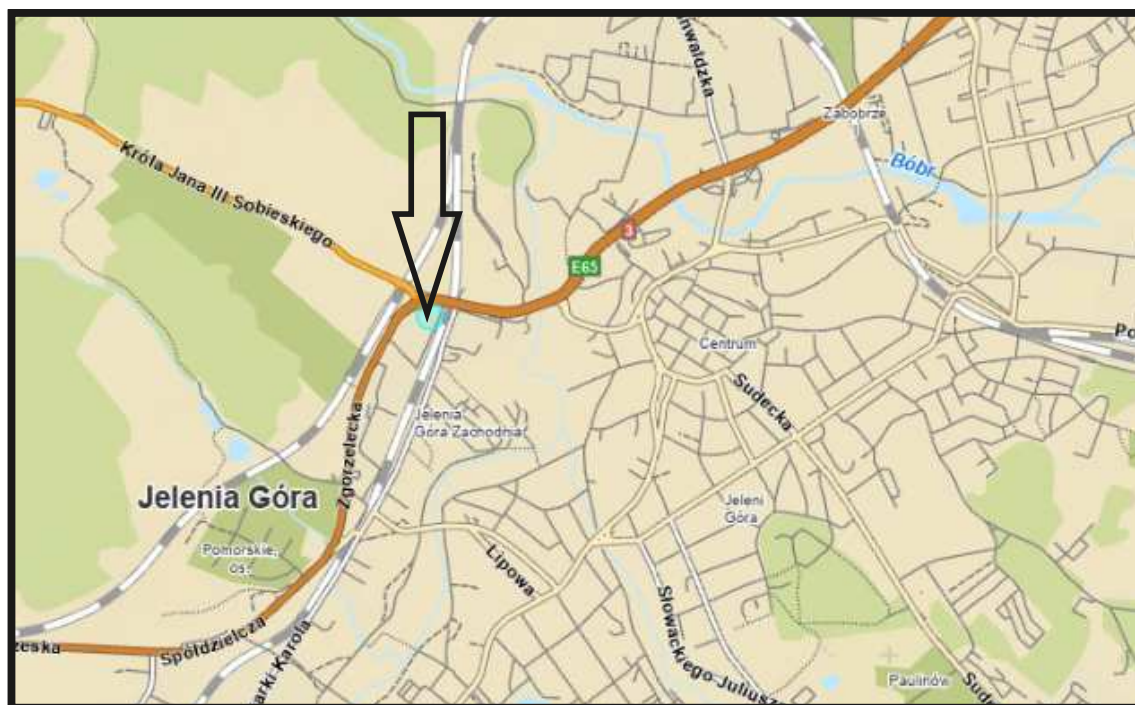 Zabobrze
Bóbr
Króla Jana III Sobieskiego
3
E65
Centrum
Sudecka
Jelenia
Góra Zachodnia
Zgorzelecka
Jelenia Góra
Jeleni
Góra
Pomorskie,
os.
Lipowa
Spółdzielcza
Słowackiego Juliusz
Paulinów